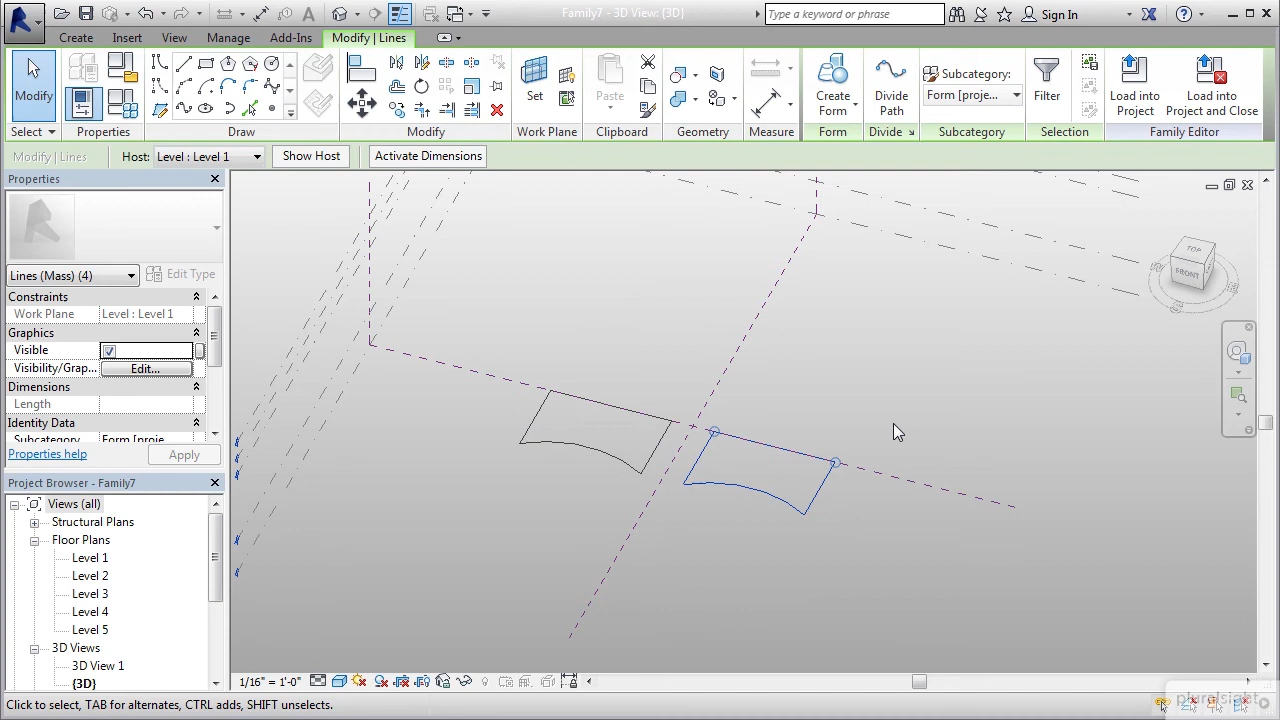 Family7 - 3D View: {3D}
Type a keyword or phrase
Sign In
Create
Insert
View
Manage
Add-Ins
Modify | Lines
Modify
Set
Paste
Create Form
Divide Path
Subcategory:
Form [proje...
Filter
Load into Project
Load into Project and Close
Select
Properties
Draw
Modify
Work Plane
Clipboard
Geometry
Measure
Form
Divide
Subcategory
Selection
Family Editor
Modify | Lines
Host:
Level : Level 1
Show Host
Activate Dimensions
Properties
Lines (Mass) (4)
Edit Type
Constraints
Work Plane
Level : Level 1
Graphics
Visible
Visibility/Grap...
Edit...
Dimensions
Length
Identity Data
Subcategory
Form [proje
Properties help
Apply
Project Browser - Family7
Views (all)
Structural Plans
Floor Plans
Level 1
Level 2
Level 3
Level 4
Level 5
3D Views
3D View 1
{3D}
TOP
FRONT
1/16" = 1'-0"
Click to select, TAB for alternates, CTRL adds, SHIFT unselects.
pluralsight